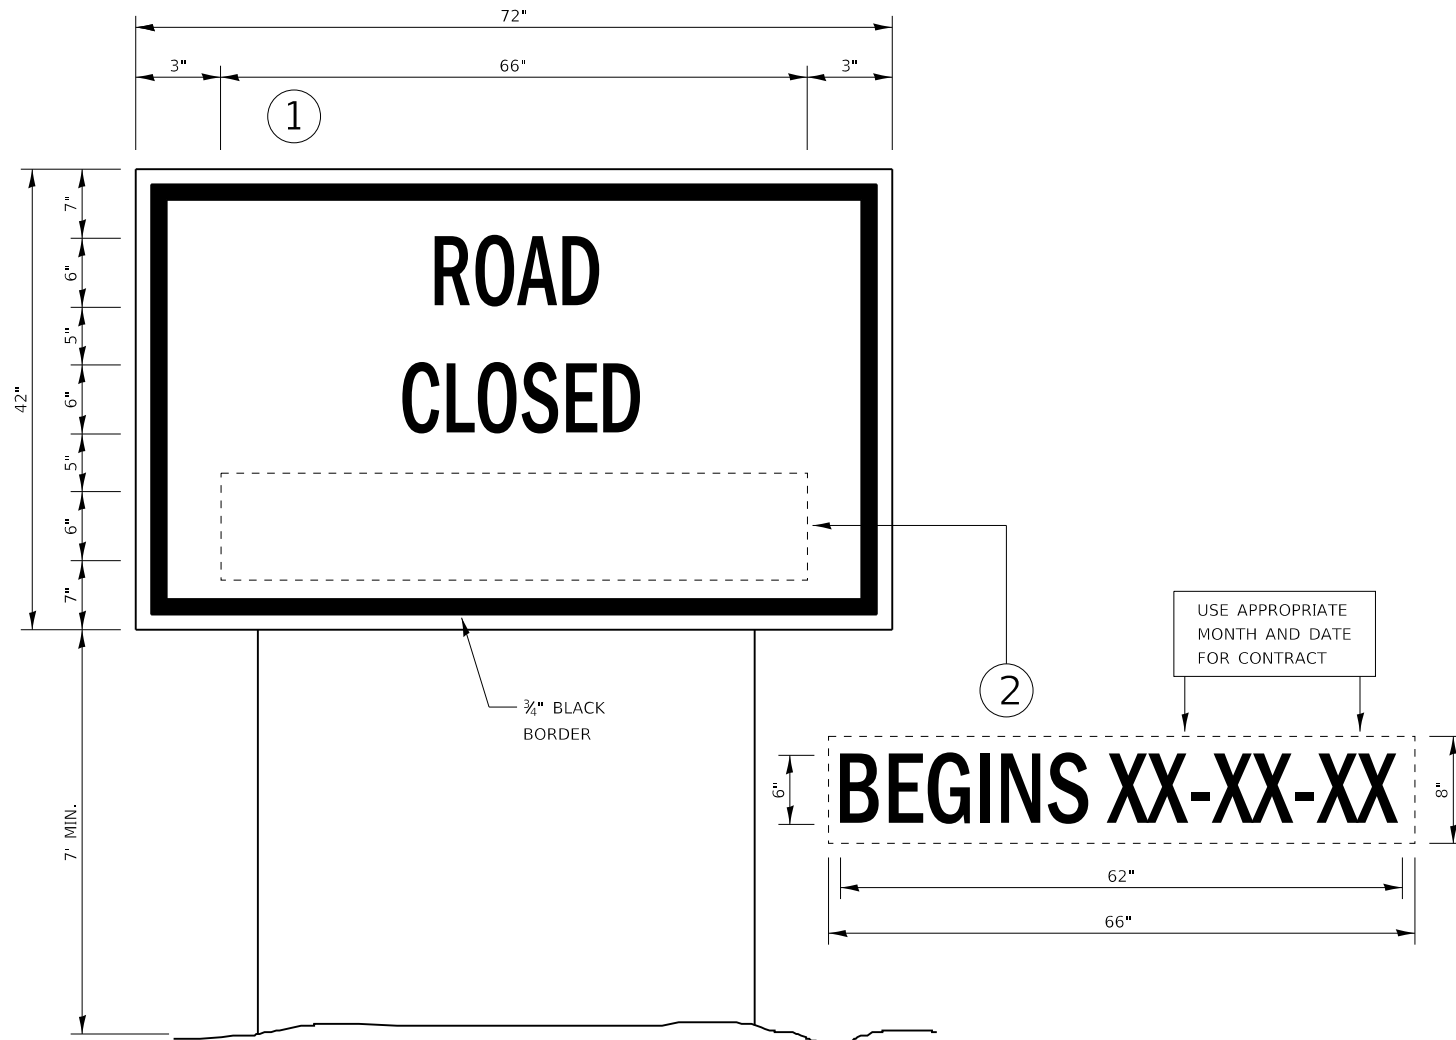 72"
3" 66" 3"
1
7"
6"
5"
6"
5"
6"
7"
42"
ROAD
CLOSED
2
¾" BLACK
BORDER
7' MIN.
USE APPROPRIATE
MONTH AND DATE
FOR CONTRACT
6"
BEGINS XX-XX-XX
8"
62"
66"